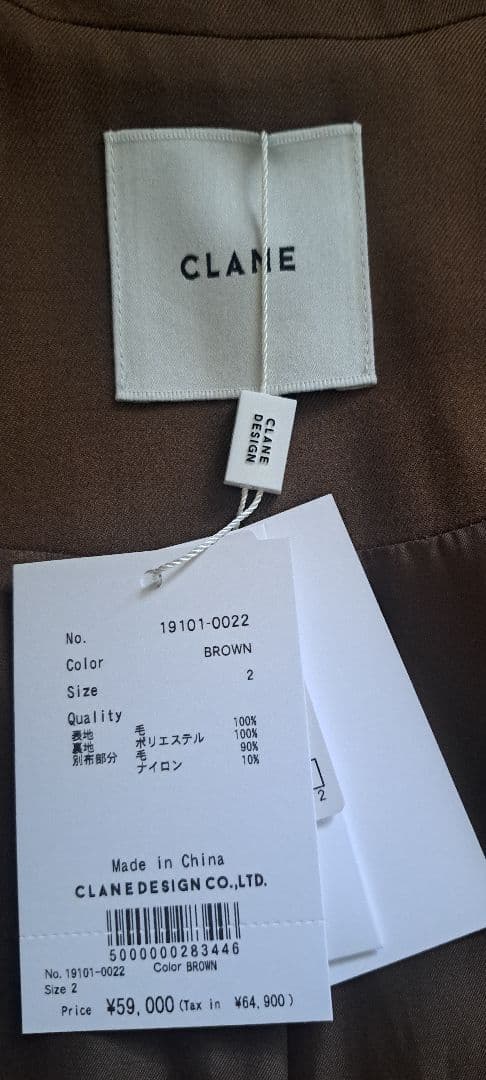 CLANE
CLANE
DESIGN
No. 19101-0022
Color BROWN
Size 2
Quality
表地 毛 100%
裏地 ポリエステル 100%
別布部分 毛 90%
ナイロン 10%
2
Made in China
CLANEDESIGN CO.,LTD.
5000000283446
No. 19101-0022 Color BROWN
Size 2
Price ¥59,000 (Tax in ¥64,900)